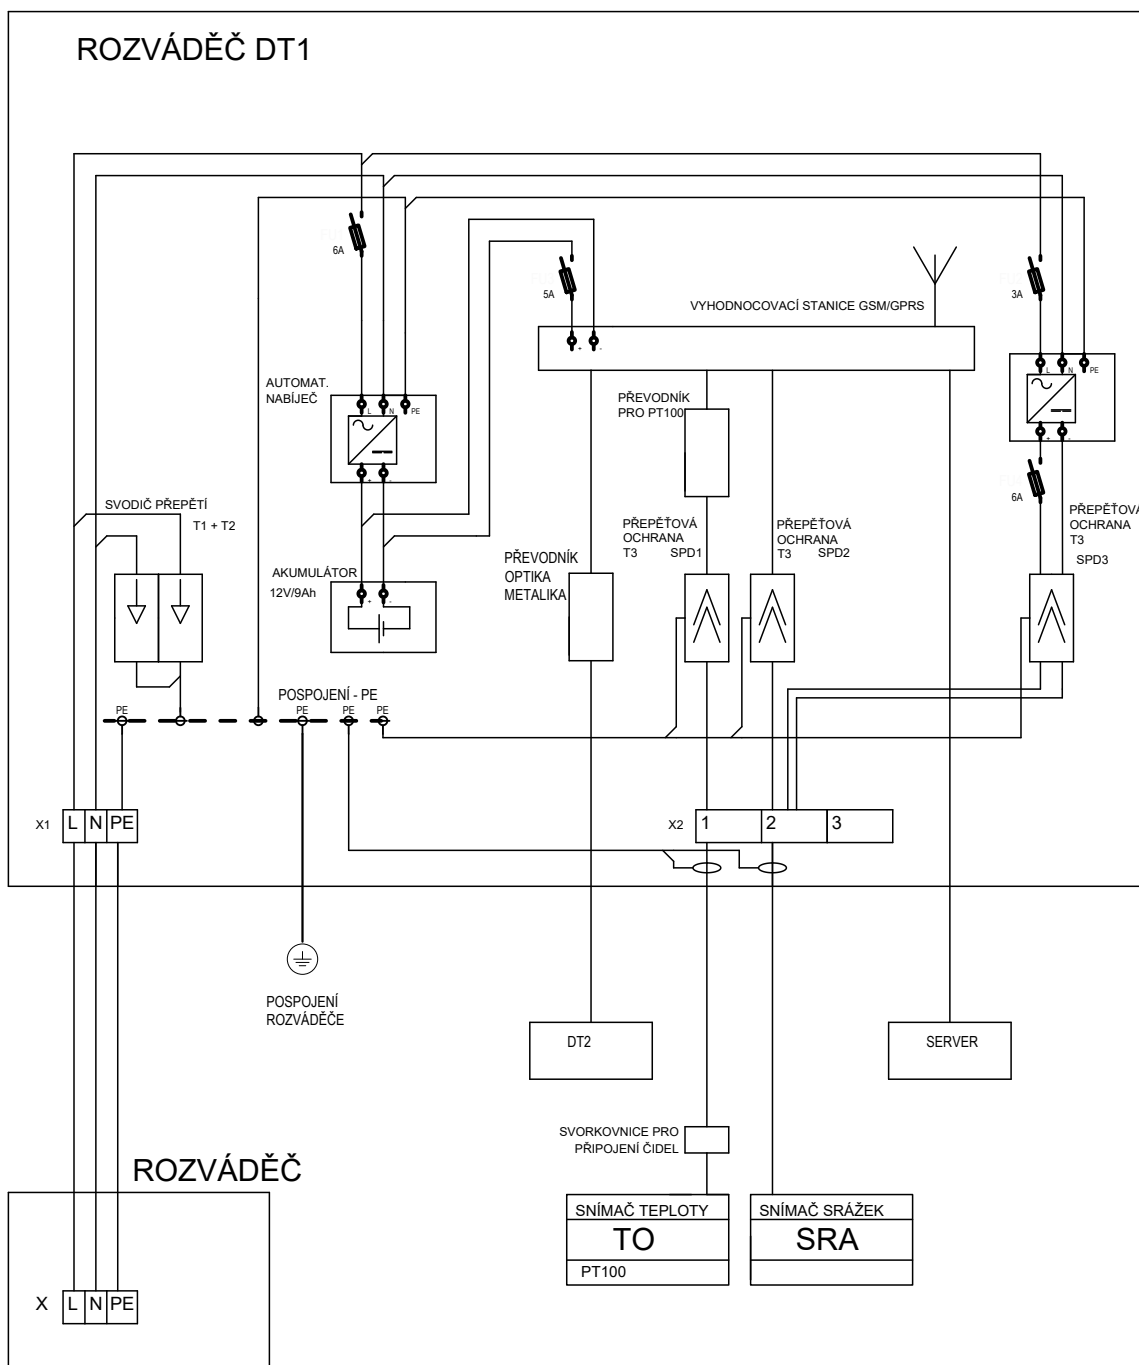 ROZVÁDĚČ DT1
6A
5A
3A
VYHODNOCOVACÍ STANICE GSM/GPRS
+ -
L N PE
AUTOMAT.
NABÍJEČ
L N PE
+ -
PŘEVODNÍK
PRO PT100
+ -
6A
SVODIČ PŘEPĚTÍ
T1 + T2
PŘEPĚŤOVÁ
OCHRANA
T3 SPD1
PŘEPĚŤOVÁ
OCHRANA
T3 SPD2
PŘEPĚŤOVÁ
OCHRANA
T3
SPD3
PŘEVODNÍK
OPTIKA
METALIKA
AKUMULÁTOR
12V/9Ah
+ -
POSPOJENÍ - PE
PE PE PE PE
X1 L N PE
X2 1 2 3
POSPOJENÍ
ROZVÁDĚČE
DT2
SERVER
SVORKOVNICE PRO
PŘIPOJENÍ ČIDEL
ROZVÁDĚČ
SNÍMAČ TEPLOTY
TO
PT100
SNÍMAČ SRÁŽEK
SRA
X L N PE